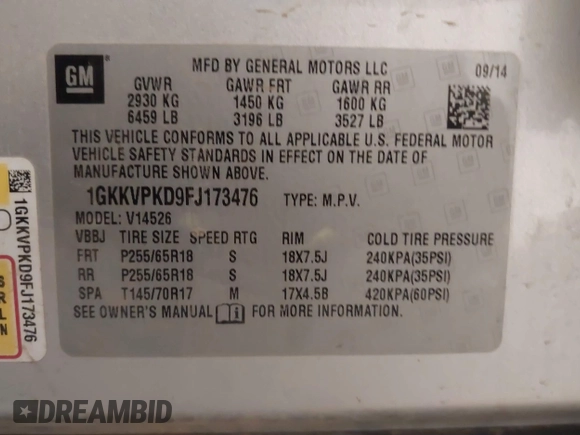 GM
MFD BY GENERAL MOTORS LLC 09/14
GVWR GAWR FRT GAWR RR
2930 KG 1450 KG 1600 KG
6459 LB 3196 LB 3527 LB
THIS VEHICLE CONFORMS TO ALL APPLICABLE U.S. FEDERAL MOTOR
VEHICLE SAFETY STANDARDS IN EFFECT ON THE DATE OF
MANUFACTURE SHOWN ABOVE.
1GKKVPKD9FJ173476 TYPE: M.P.V.
MODEL: V14526
VBBJ TIRE SIZE SPEED RTG RIM COLD TIRE PRESSURE
FRT P255/65R18 S 18X7.5J 240KPA(35PSI)
RR P255/65R18 S 18X7.5J 240KPA(35PSI)
SPA T145/70R17 M 17X4.5B 420KPA(60PSI)
SEE OWNER'S MANUAL i FOR MORE INFORMATION
1GKKVPKD9FJ173476
S
R
L
N
DREAMBID